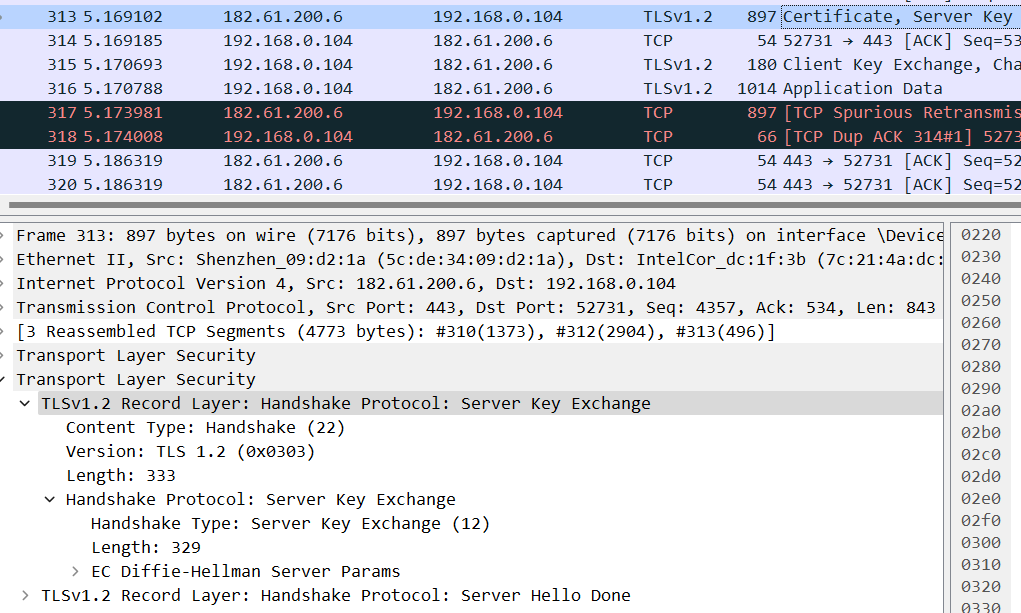 313 5.169102 182.61.200.6 192.168.0.104 TLSv1.2 897 Certificate, Server Key
314 5.169185 192.168.0.104 182.61.200.6 TCP 54 52731 → 443 [ACK] Seq=53
315 5.170693 192.168.0.104 182.61.200.6 TLSv1.2 180 Client Key Exchange, Cha
316 5.170788 192.168.0.104 182.61.200.6 TLSv1.2 1014 Application Data
317 5.173981 182.61.200.6 192.168.0.104 TCP 897 [TCP Spurious Retransmis
318 5.174008 192.168.0.104 182.61.200.6 TCP 66 [TCP Dup ACK 314#1] 5273
319 5.186319 182.61.200.6 192.168.0.104 TCP 54 443 → 52731 [ACK] Seq=52
320 5.186319 182.61.200.6 192.168.0.104 TCP 54 443 → 52731 [ACK] Seq=52
Frame 313: 897 bytes on wire (7176 bits), 897 bytes captured (7176 bits) on interface \Device
Ethernet II, Src: Shenzhen_09:d2:1a (5c:de:34:09:d2:1a), Dst: IntelCor_dc:1f:3b (7c:21:4a:dc:
Internet Protocol Version 4, Src: 182.61.200.6, Dst: 192.168.0.104
Transmission Control Protocol, Src Port: 443, Dst Port: 52731, Seq: 4357, Ack: 534, Len: 843
[3 Reassembled TCP Segments (4773 bytes): #310(1373), #312(2904), #313(496)]
Transport Layer Security
Transport Layer Security
TLSv1.2 Record Layer: Handshake Protocol: Server Key Exchange
Content Type: Handshake (22)
Version: TLS 1.2 (0x0303)
Length: 333
Handshake Protocol: Server Key Exchange
Handshake Type: Server Key Exchange (12)
Length: 329
EC Diffie-Hellman Server Params
TLSv1.2 Record Layer: Handshake Protocol: Server Hello Done
0220
0230
0240
0250
0260
0270
0280
0290
02a0
02b0
02c0
02d0
02e0
02f0
0300
0310
0320
0330